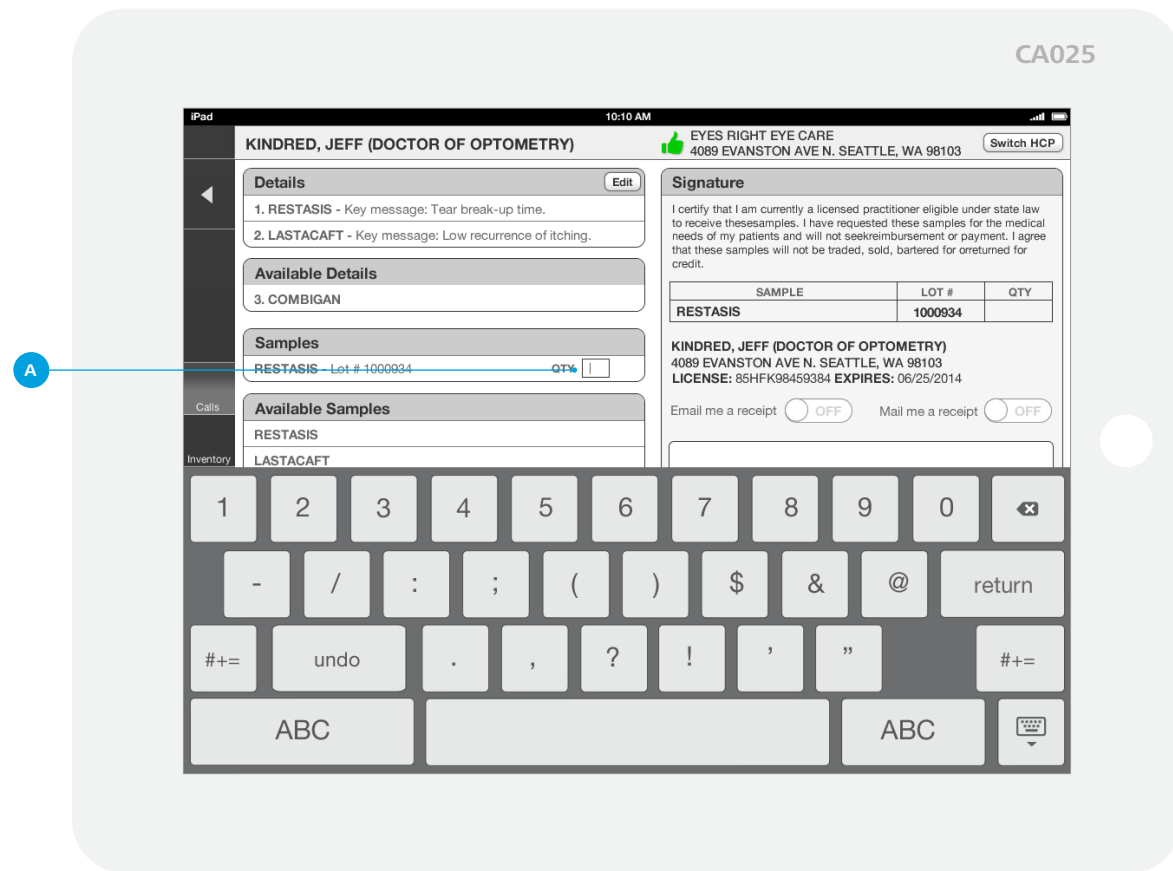 CA025
iPad
10:10 AM
KINDRED, JEFF (DOCTOR OF OPTOMETRY)
EYES RIGHT EYE CARE
4089 EVANSTON AVE N. SEATTLE, WA 98103
Switch HCP
Details
Edit
1. RESTASIS - Key message: Tear break-up time.
2. LASTACAFT - Key message: Low recurrence of itching.
Available Details
3. COMBIGAN
Samples
RESTASIS - Lot # 1000934
QTY
A
Available Samples
RESTASIS
LASTACAFT
Calls
Inventory
Signature
I certify that I am currently a licensed practitioner eligible under state law
to receive thesesamples. I have requested these samples for the medical
needs of my patients and will not seekreimbursement or payment. I agree
that these samples will not be traded, sold, bartered for orreturned for
credit.
SAMPLE LOT # QTY
RESTASIS 1000934
KINDRED, JEFF (DOCTOR OF OPTOMETRY)
4089 EVANSTON AVE N. SEATTLE, WA 98103
LICENSE: 85HFK98459384 EXPIRES: 06/25/2014
Email me a receipt OFF Mail me a receipt OFF
1 2 3 4 5 6 7 8 9 0
- / : ; ( ) $ & @ return
#+= undo . , ? ! ’ ” #+=
ABC ABC